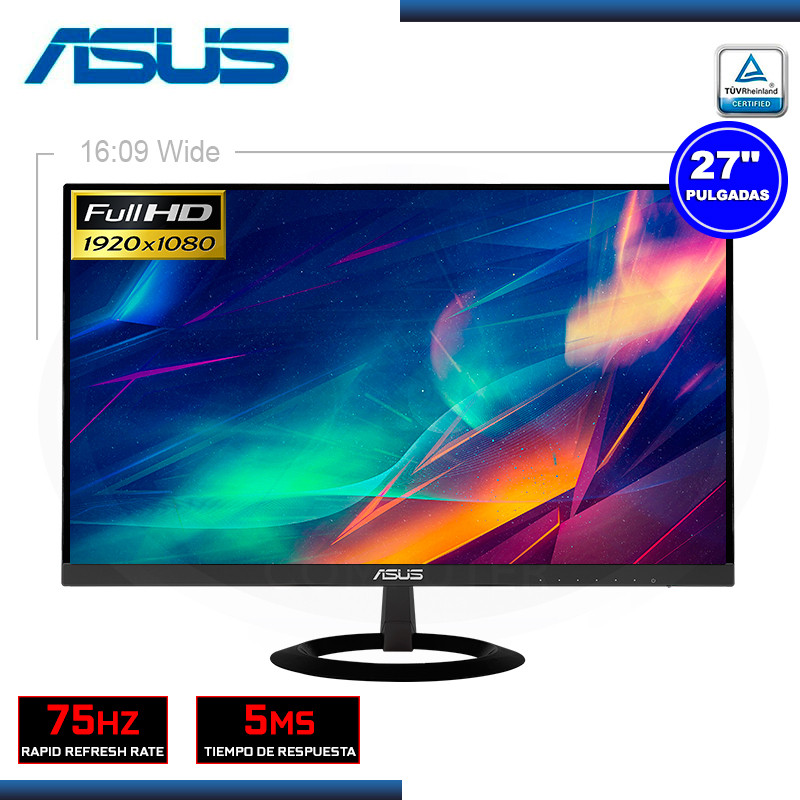 ASUS
TÜVRheinland
CERTIFIED
16:09 Wide
27"
PULGADAS
Full HD
1920x1080
ASUS
75HZ
RAPID REFRESH RATE
5MS
TIEMPO DE RESPUESTA